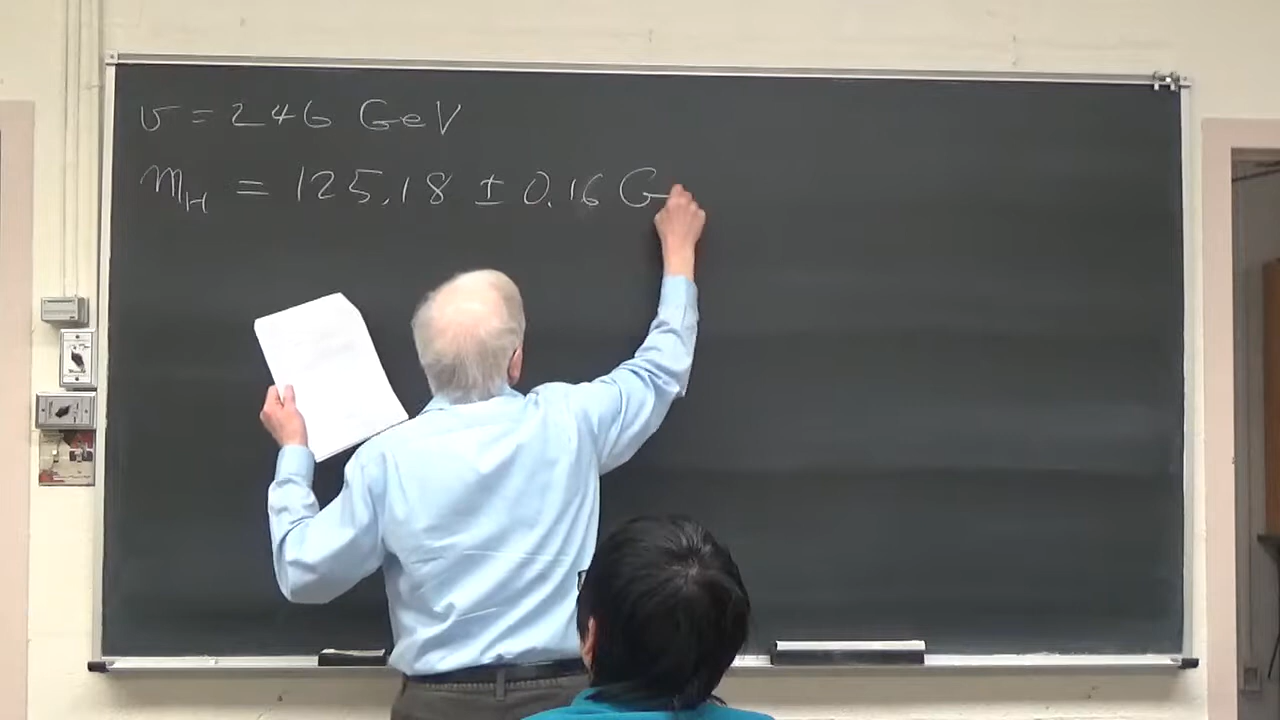 v = 246 GeV
m_H = 125.18 ± 0.16 G